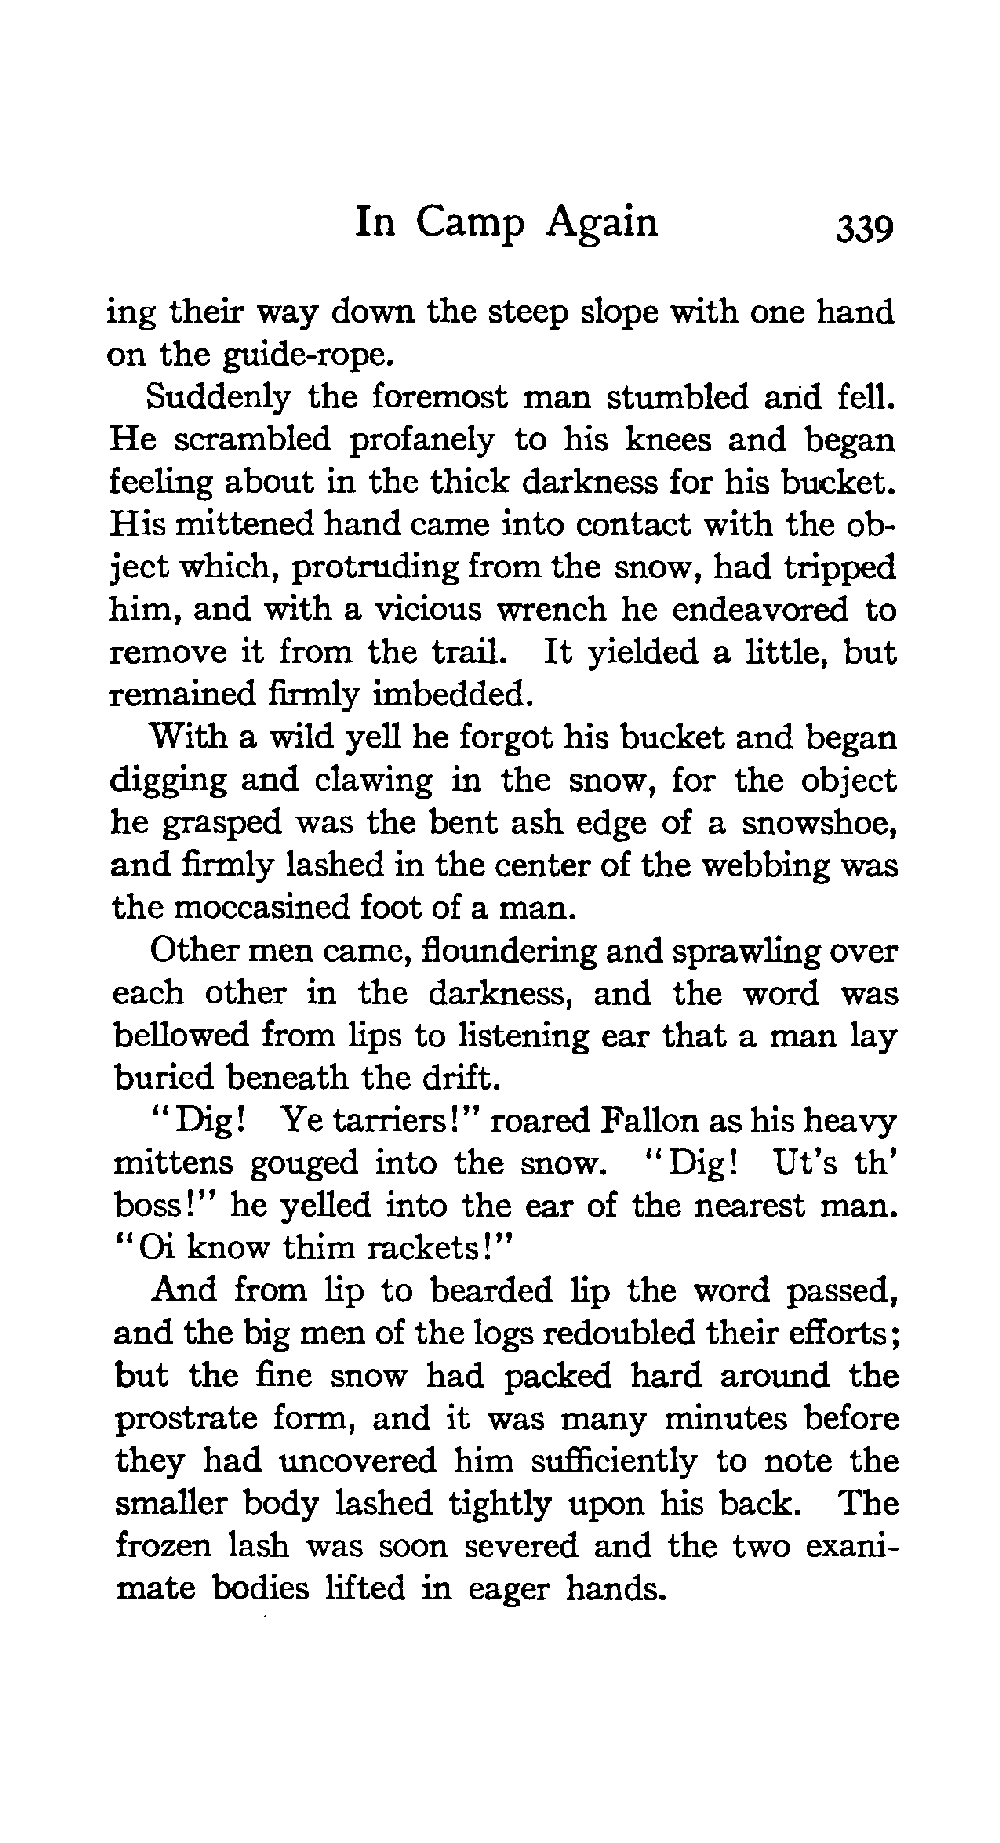 In Camp Again 339
ing their way down the steep slope with one hand
on the guide-rope.
Suddenly the foremost man stumbled and fell.
He scrambled profanely to his knees and began
feeling about in the thick darkness for his bucket.
His mittened hand came into contact with the ob-
ject which, protruding from the snow, had tripped
him, and with a vicious wrench he endeavored to
remove it from the trail. It yielded a little, but
remained firmly imbedded.
With a wild yell he forgot his bucket and began
digging and clawing in the snow, for the object
he grasped was the bent ash edge of a snowshoe,
and firmly lashed in the center of the webbing was
the moccasined foot of a man.
Other men came, floundering and sprawling over
each other in the darkness, and the word was
bellowed from lips to listening ear that a man lay
buried beneath the drift.
"Dig! Ye tarriers!" roared Fallon as his heavy
mittens gouged into the snow. "Dig! Ut's th'
boss!" he yelled into the ear of the nearest man.
"Oi know thim rackets!"
And from lip to bearded lip the word passed,
and the big men of the logs redoubled their efforts;
but the fine snow had packed hard around the
prostrate form, and it was many minutes before
they had uncovered him sufficiently to note the
smaller body lashed tightly upon his back. The
frozen lash was soon severed and the two exani-
mate bodies lifted in eager hands.